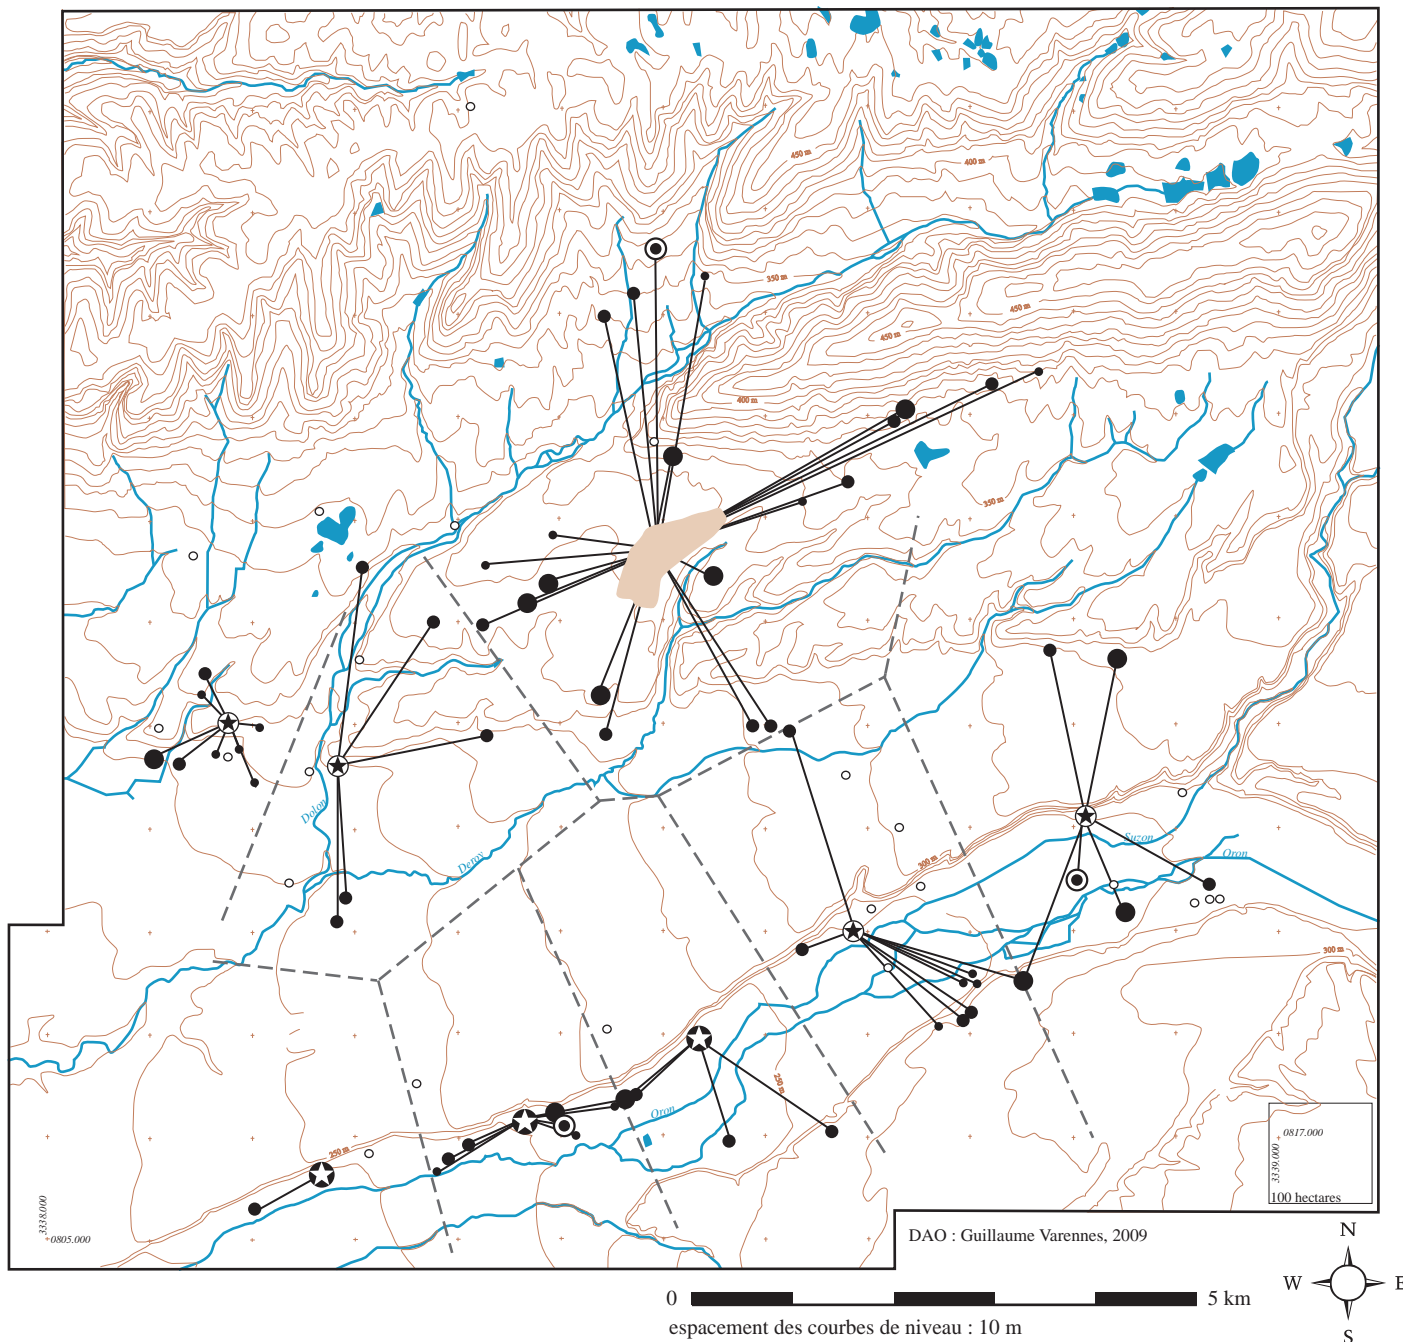 450 m
400 m
350 m
450 m
450 m
400 m
350 m
Dolon
Deroy
300 m
Suzon
Oron
300 m
250 m
Oron
250 m
0817.000
3339.000
100 hectares
3338.000
0805.000
DAO : Guillaume Varennes, 2009
N
W
E
S
0
5 km
espacement des courbes de niveau : 10 m